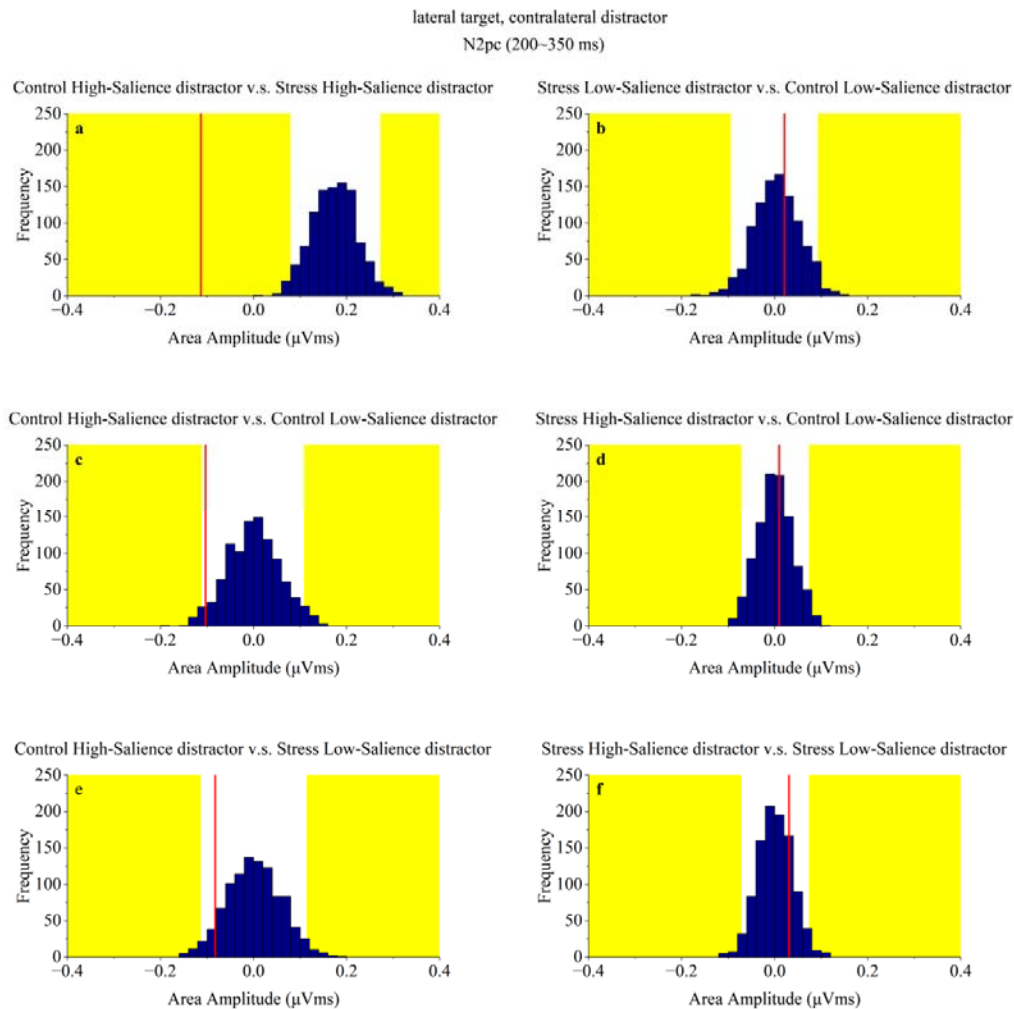 lateral target, contralateral distractor
N2pc (200~350 ms)
Control High-Salience distractor v.s. Stress High-Salience distractor
a
250
200
150
100
50
0
Frequency
−0.4
−0.2
0.0
0.2
0.4
Area Amplitude (μVms)
Stress Low-Salience distractor v.s. Control Low-Salience distractor
b
250
200
150
100
50
0
Frequency
−0.4
−0.2
0.0
0.2
0.4
Area Amplitude (μVms)
Control High-Salience distractor v.s. Control Low-Salience distractor
c
250
200
150
100
50
0
Frequency
−0.4
−0.2
0.0
0.2
0.4
Area Amplitude (μVms)
Stress High-Salience distractor v.s. Control Low-Salience distractor
d
250
200
150
100
50
0
Frequency
−0.4
−0.2
0.0
0.2
0.4
Area Amplitude (μVms)
Control High-Salience distractor v.s. Stress Low-Salience distractor
e
250
200
150
100
50
0
Frequency
−0.4
−0.2
0.0
0.2
0.4
Area Amplitude (μVms)
Stress High-Salience distractor v.s. Stress Low-Salience distractor
f
250
200
150
100
50
0
Frequency
−0.4
−0.2
0.0
0.2
0.4
Area Amplitude (μVms)